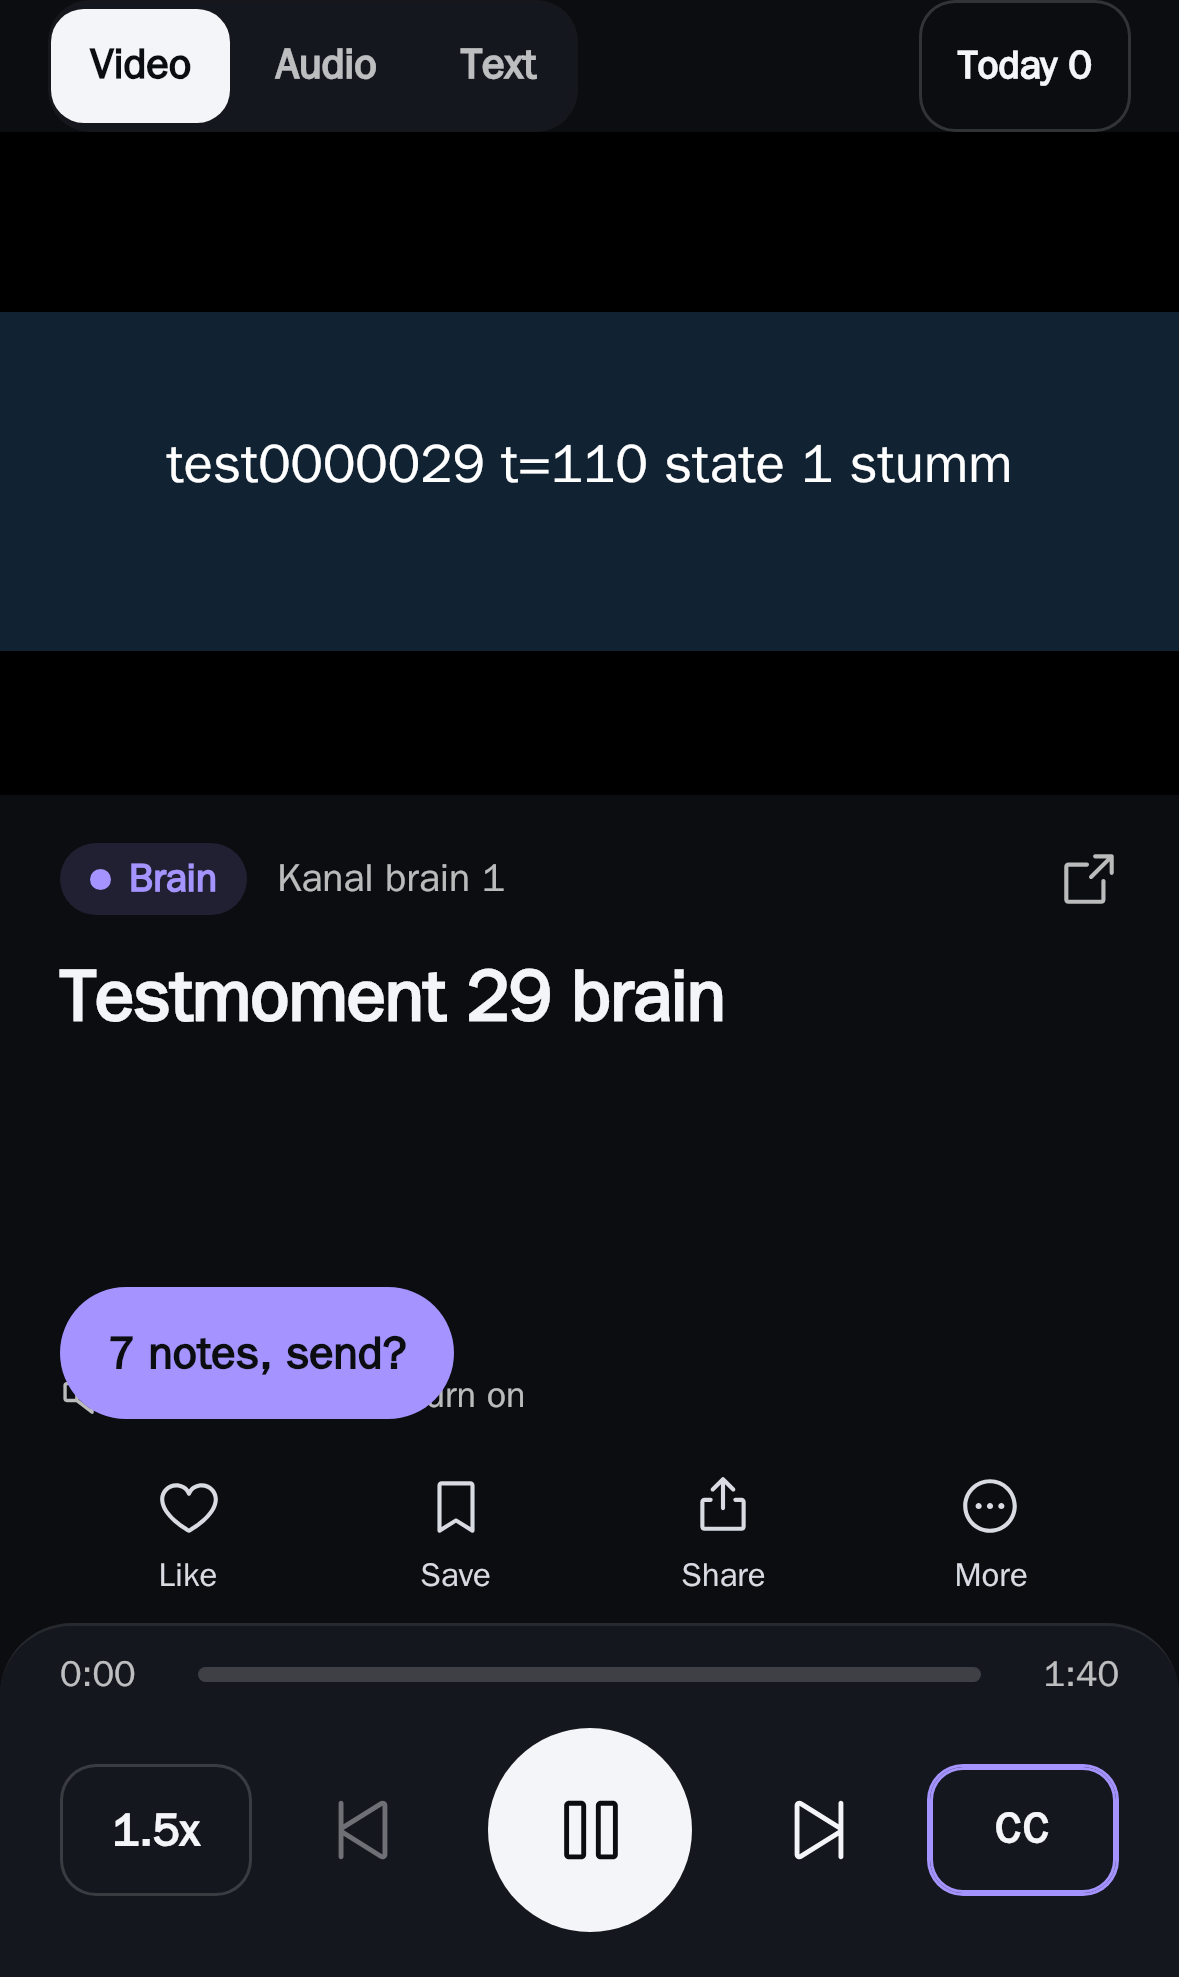 Video Audio Text Today 0
test0000029 t=110 state 1 stumm
Brain Kanal brain 1
Testmoment 29 brain
7 notes, send?
on
Like Save Share More
0:00 1:40
1.5x CC